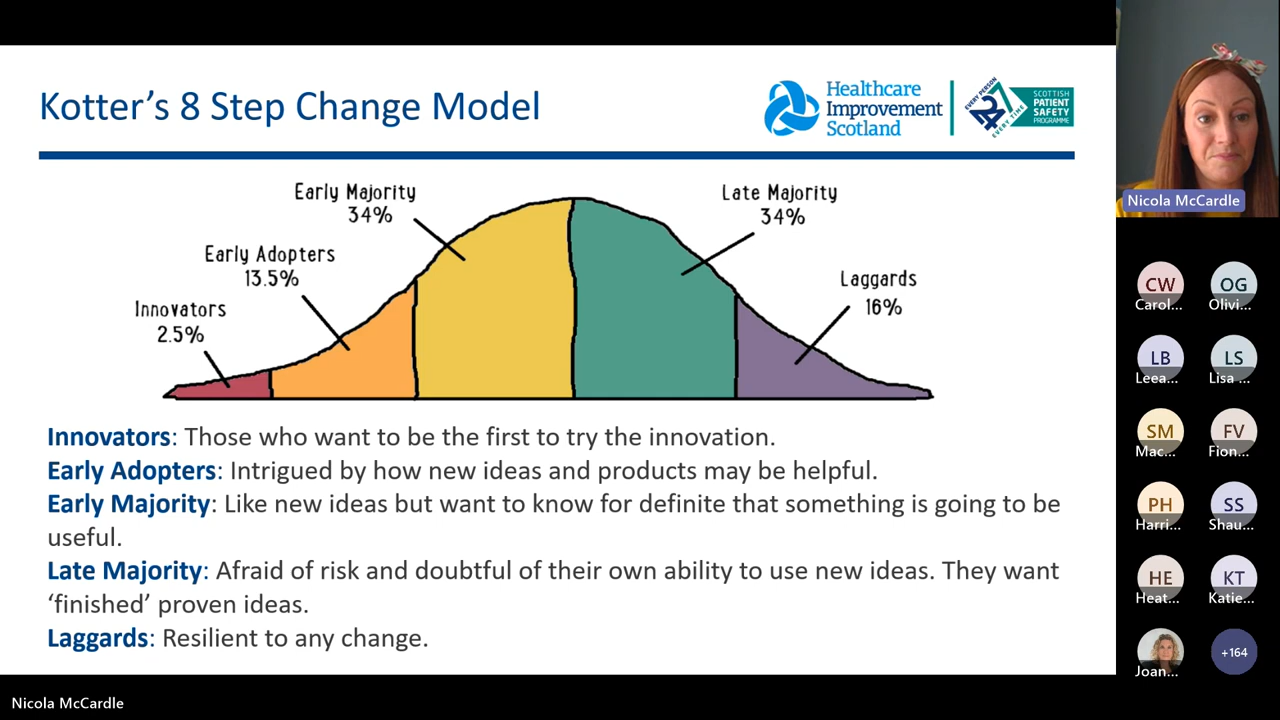 Kotter's 8 Step Change Model
Healthcare
Improvement
Scotland
EVERY PERSON
24
7
EVERY TIME
SCOTTISH
PATIENT
SAFETY
PROGRAMME
Early Majority
34%
Late Majority
34%
Early Adopters
13.5%
Laggards
16%
Innovators
2.5%
Innovators: Those who want to be the first to try the innovation.
Early Adopters: Intrigued by how new ideas and products may be helpful.
Early Majority: Like new ideas but want to know for definite that something is going to be
useful.
Late Majority: Afraid of risk and doubtful of their own ability to use new ideas. They want
‘finished’ proven ideas.
Laggards: Resilient to any change.
Nicola McCardle
CW
OG
Carol...
Olivi...
LB
LS
Leea...
Lisa ...
SM
FV
Mac...
Fion...
PH
SS
Harri...
Shau...
HE
KT
Heat...
Katie...
+164
Joan...
Nicola McCardle